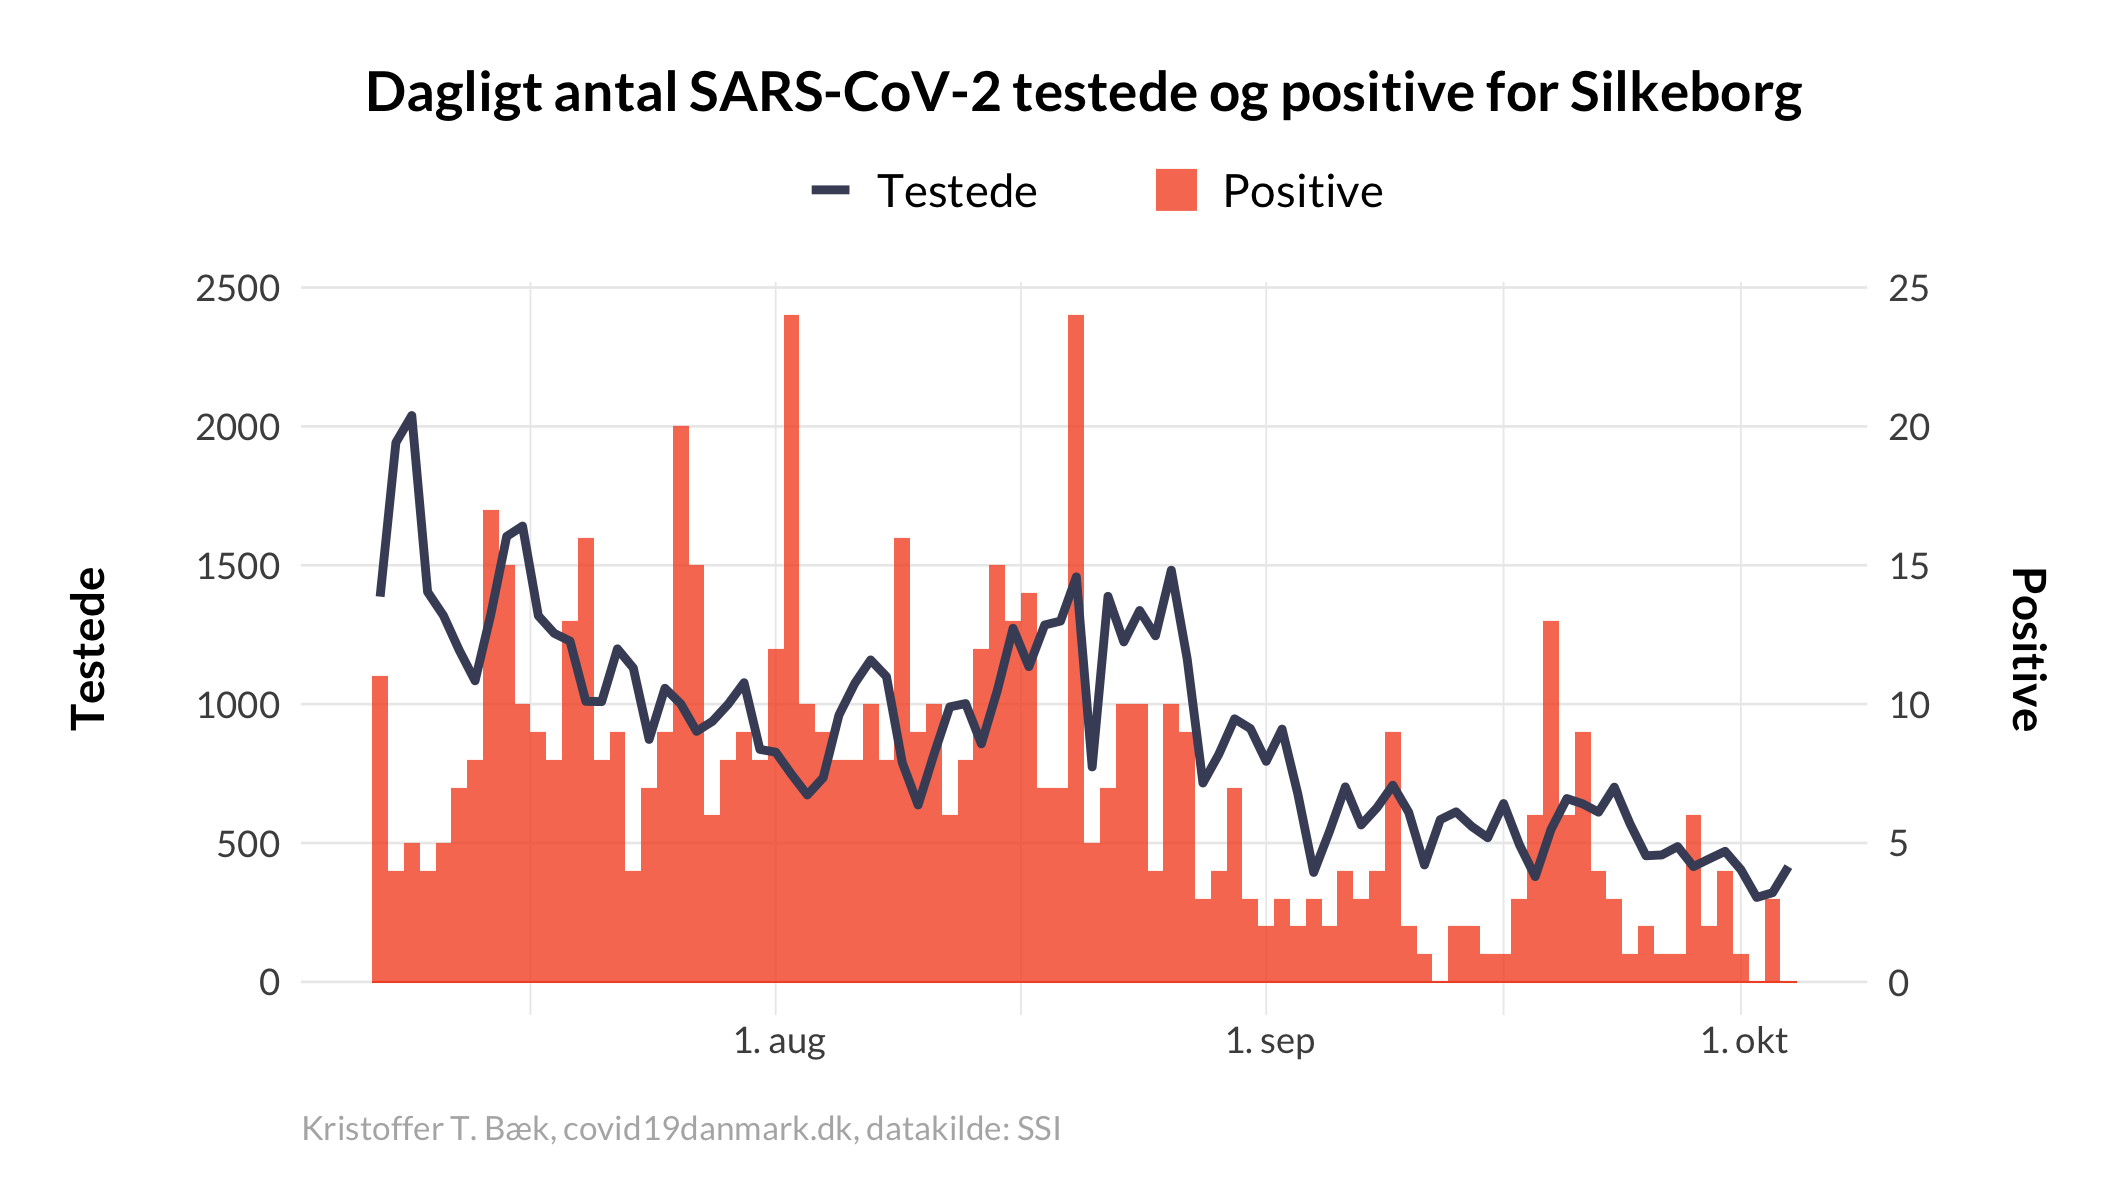 Dagligt antal SARS-CoV-2 testede og positive for Silkeborg
Testede
Positive
2500
2000
1500
1000
500
0
25
20
15
10
5
0
Testede
Positive
1. aug
1. sep
1. okt
Kristoffer T. Bæk, covid19danmark.dk, datakilde: SSI